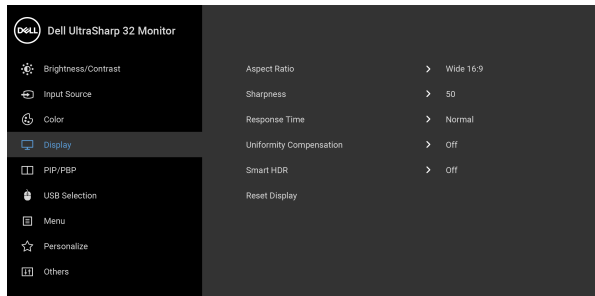 DELL Dell UltraSharp 32 Monitor
Brightness/Contrast
Input Source
Color
Display
PIP/PBP
USB Selection
Menu
Personalize
Others
Aspect Ratio > Wide 16:9
Sharpness > 50
Response Time > Normal
Uniformity Compensation > Off
Smart HDR > Off
Reset Display